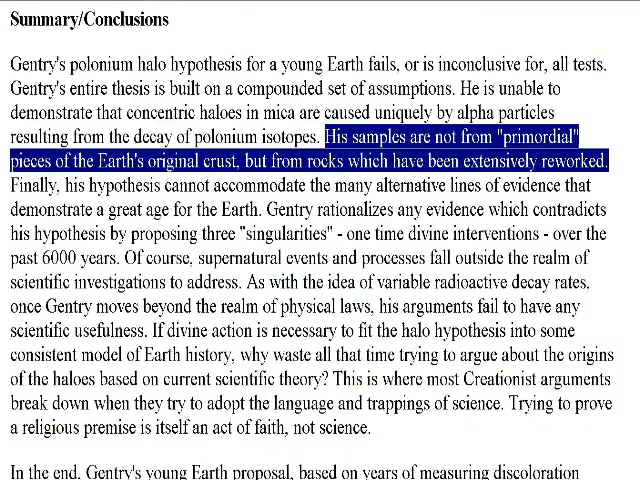 Summary/Conclusions
Gentry's polonium halo hypothesis for a young Earth fails, or is inconclusive for, all tests.
Gentry's entire thesis is built on a compounded set of assumptions. He is unable to
demonstrate that concentric haloes in mica are caused uniquely by alpha particles
resulting from the decay of polonium isotopes. His samples are not from "primordial"
pieces of the Earth's original crust, but from rocks which have been extensively reworked.
Finally, his hypothesis cannot accommodate the many alternative lines of evidence that
demonstrate a great age for the Earth. Gentry rationalizes any evidence which contradicts
his hypothesis by proposing three "singularities" - one time divine interventions - over the
past 6000 years. Of course, supernatural events and processes fall outside the realm of
scientific investigations to address. As with the idea of variable radioactive decay rates,
once Gentry moves beyond the realm of physical laws, his arguments fail to have any
scientific usefulness. If divine action is necessary to fit the halo hypothesis into some
consistent model of Earth history, why waste all that time trying to argue about the origins
of the haloes based on current scientific theory? This is where most Creationist arguments
break down when they try to adopt the language and trappings of science. Trying to prove
a religious premise is itself an act of faith, not science.
In the end, Gentry's young Earth proposal, based on years of measuring discoloration